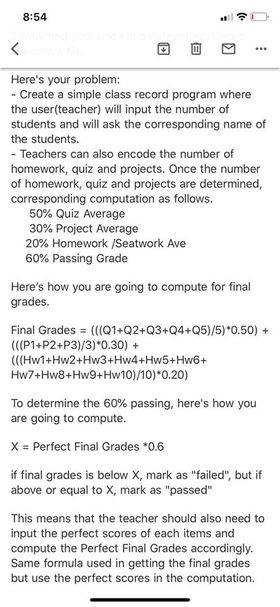 8:54
Here's your problem:
- Create a simple class record program where
the user(teacher) will input the number of
students and will ask the corresponding name of
the students.
- Teachers can also encode the number of
homework, quiz and projects. Once the number
of homework, quiz and projects are determined,
corresponding computation as follows.
50% Quiz Average
30% Project Average
20% Homework /Seatwork Ave
60% Passing Grade
Here's how you are going to compute for final
grades.
Final Grades = (((Q1+Q2+Q3+Q4+Q5)/5)*0.50) +
(((P1+P2+P3)/3)*0.30) +
(((Hw1+Hw2+Hw3+Hw4+Hw5+Hw6+
Hw7+Hw8+Hw9+Hw10)/10)*0.20)
To determine the 60% passing, here's how you
are going to compute.
X = Perfect Final Grades *0.6
if final grades is below X, mark as "failed", but if
above or equal to X, mark as "passed"
This means that the teacher should also need to
input the perfect scores of each items and
compute the Perfect Final Grades accordingly.
Same formula used in getting the final grades
but use the perfect scores in the computation.